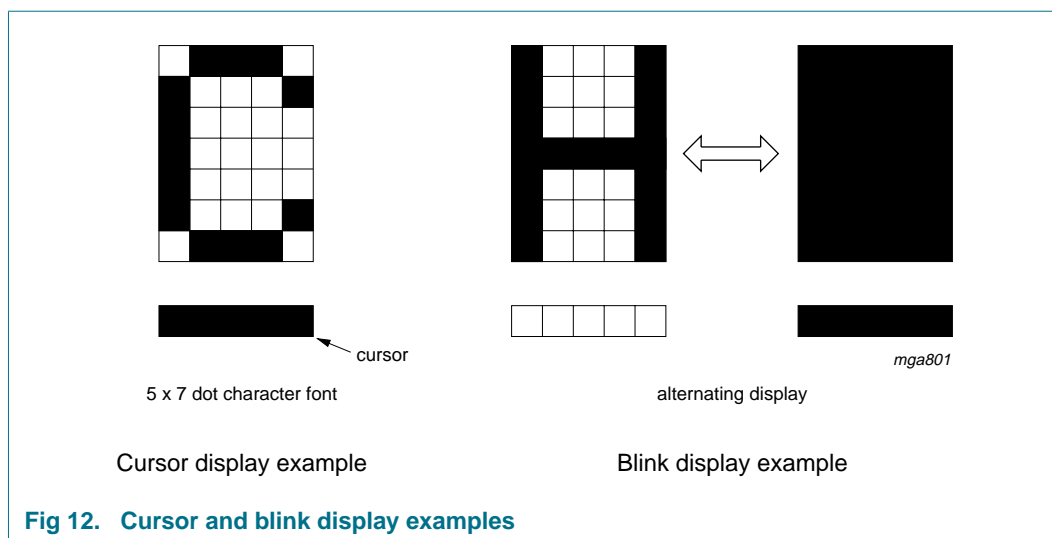 cursor
mga801
5 x 7 dot character font
alternating display
Cursor display example
Blink display example
Fig 12. Cursor and blink display examples